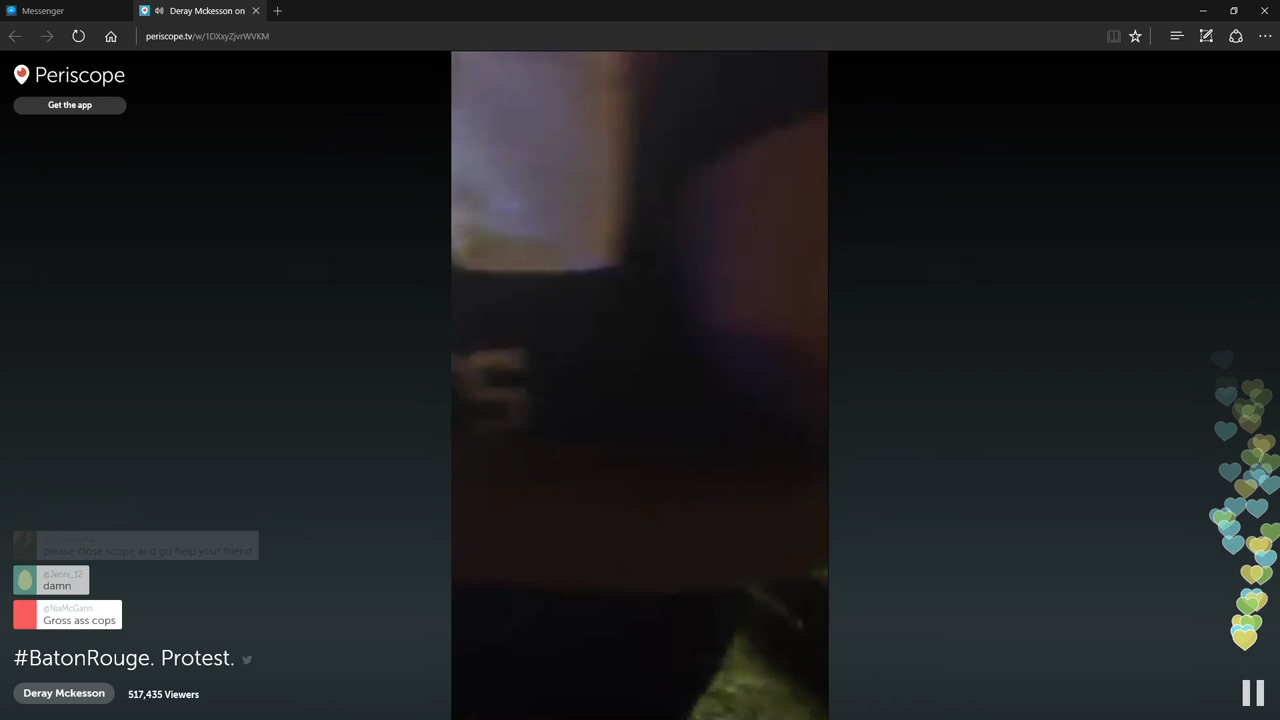 Messenger
Deray Mckesson on
periscope.tv/w/1DXxyZjvrWVKM
Periscope
Get the app
please close scope and go help your friend
@Jenni_12
damn
@NiaMcGann
Gross ass cops
#BatonRouge. Protest.
Deray Mckesson
517,435 Viewers